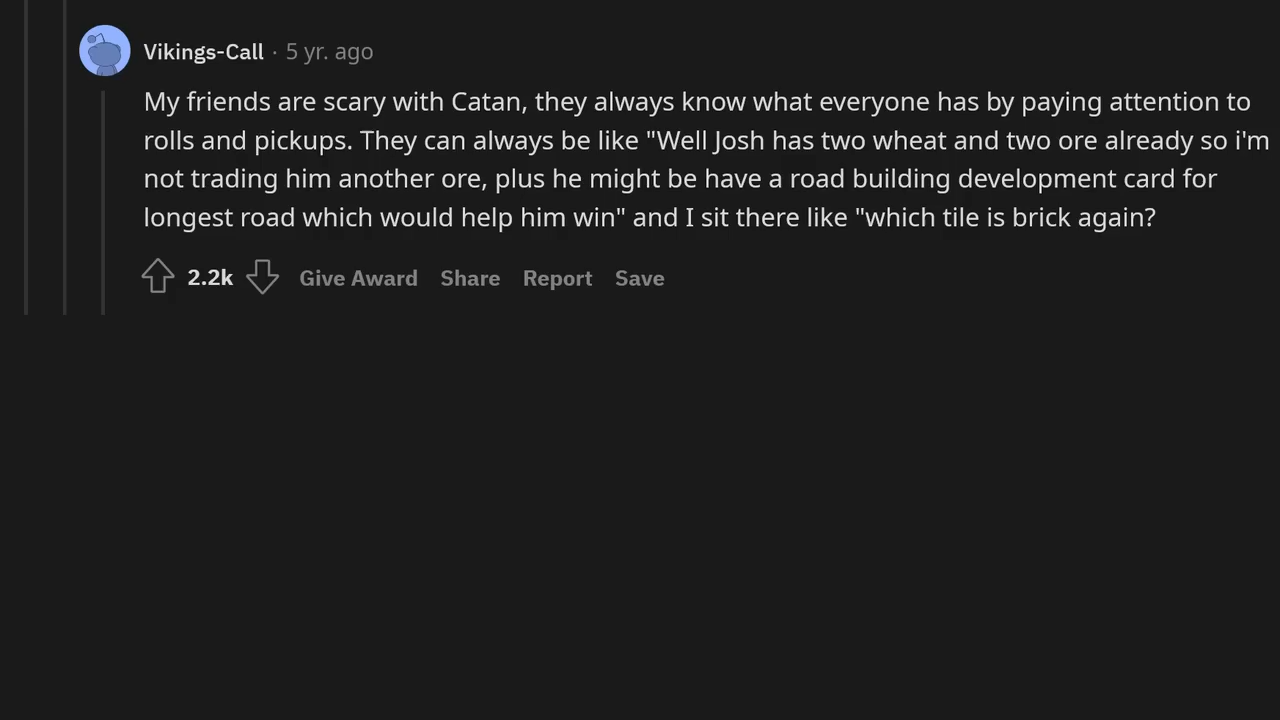 Vikings-Call · 5 yr. ago
My friends are scary with Catan, they always know what everyone has by paying attention to
rolls and pickups. They can always be like "Well Josh has two wheat and two ore already so i'm
not trading him another ore, plus he might be have a road building development card for
longest road which would help him win" and I sit there like "which tile is brick again?
2.2k Give Award Share Report Save